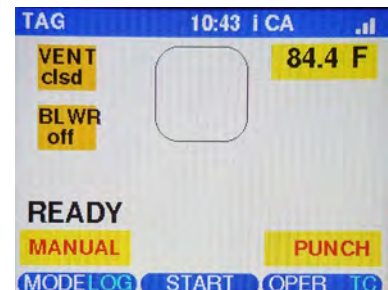 TAG 10:43 i CA
VENT 84.4 F
clsd
BLWR
off
READY
MANUAL PUNCH
MODE LOG START OPER TC